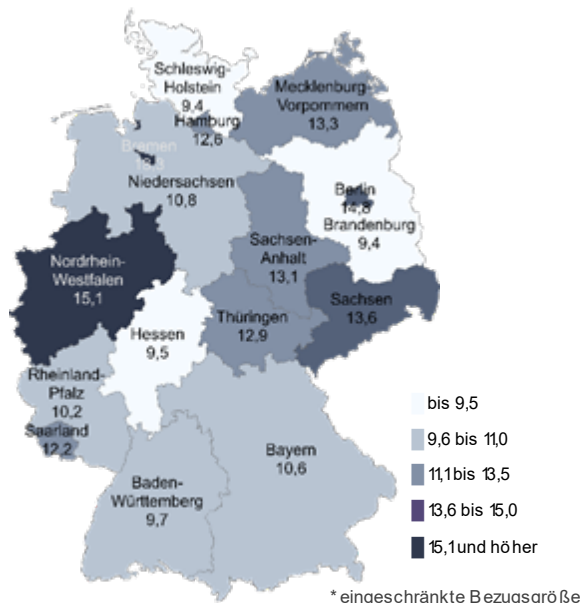 Schleswig-
Holstein
9,4
Mecklenburg-
Vorpommern
13,3
Hamburg
12,6
Bremen
Niedersachsen
10,8
Berlin
14,8
Brandenburg
9,4
Sachsen-
Anhalt
13,1
Nordrhein-
Westfalen
15,1
Sachsen
13,6
Thüringen
12,9
Hessen
9,5
Rheinland-
Pfalz
10,2
Saarland
12,2
Bayern
10,6
Baden-
Württemberg
9,7
bis 9,5
9,6 bis 11,0
11,1 bis 13,5
13,6 bis 15,0
15,1 und höher
* eingeschränkte Bezugsgröße